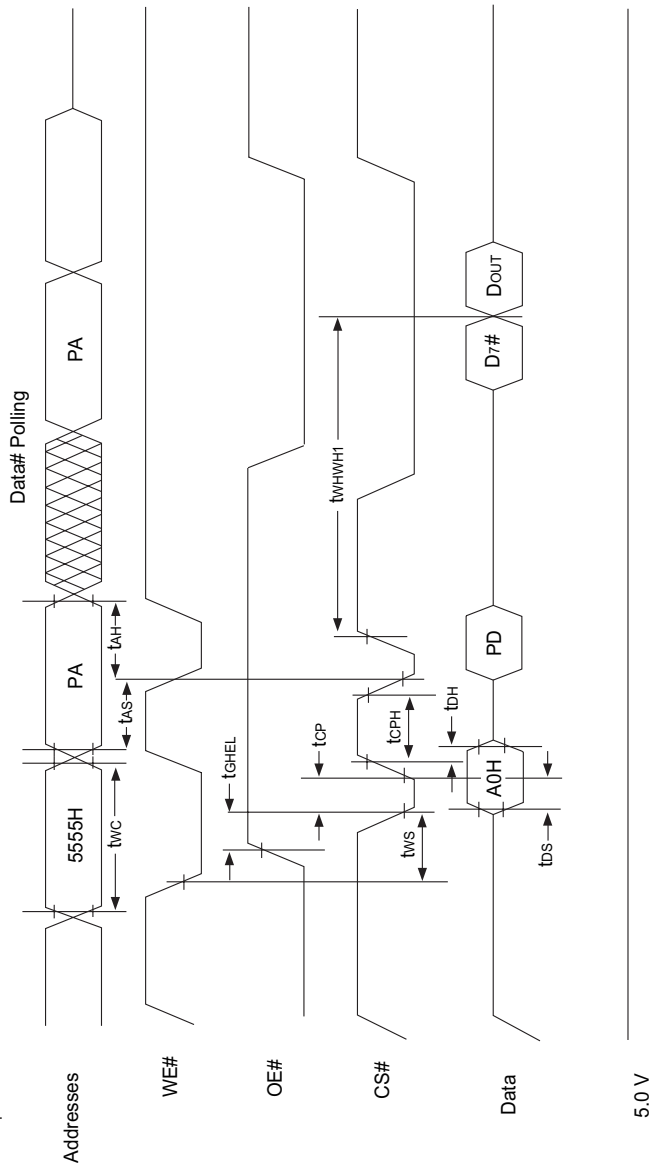 Data# Polling
Addresses
5555H
PA
PA
tWC
tAS
tAH
WE#
tGHEL
OE#
tWS
tCP
tCPH
tWHWH1
CS#
tDH
Data
A0H
PD
D7#
DOUT
tDS
5.0 V